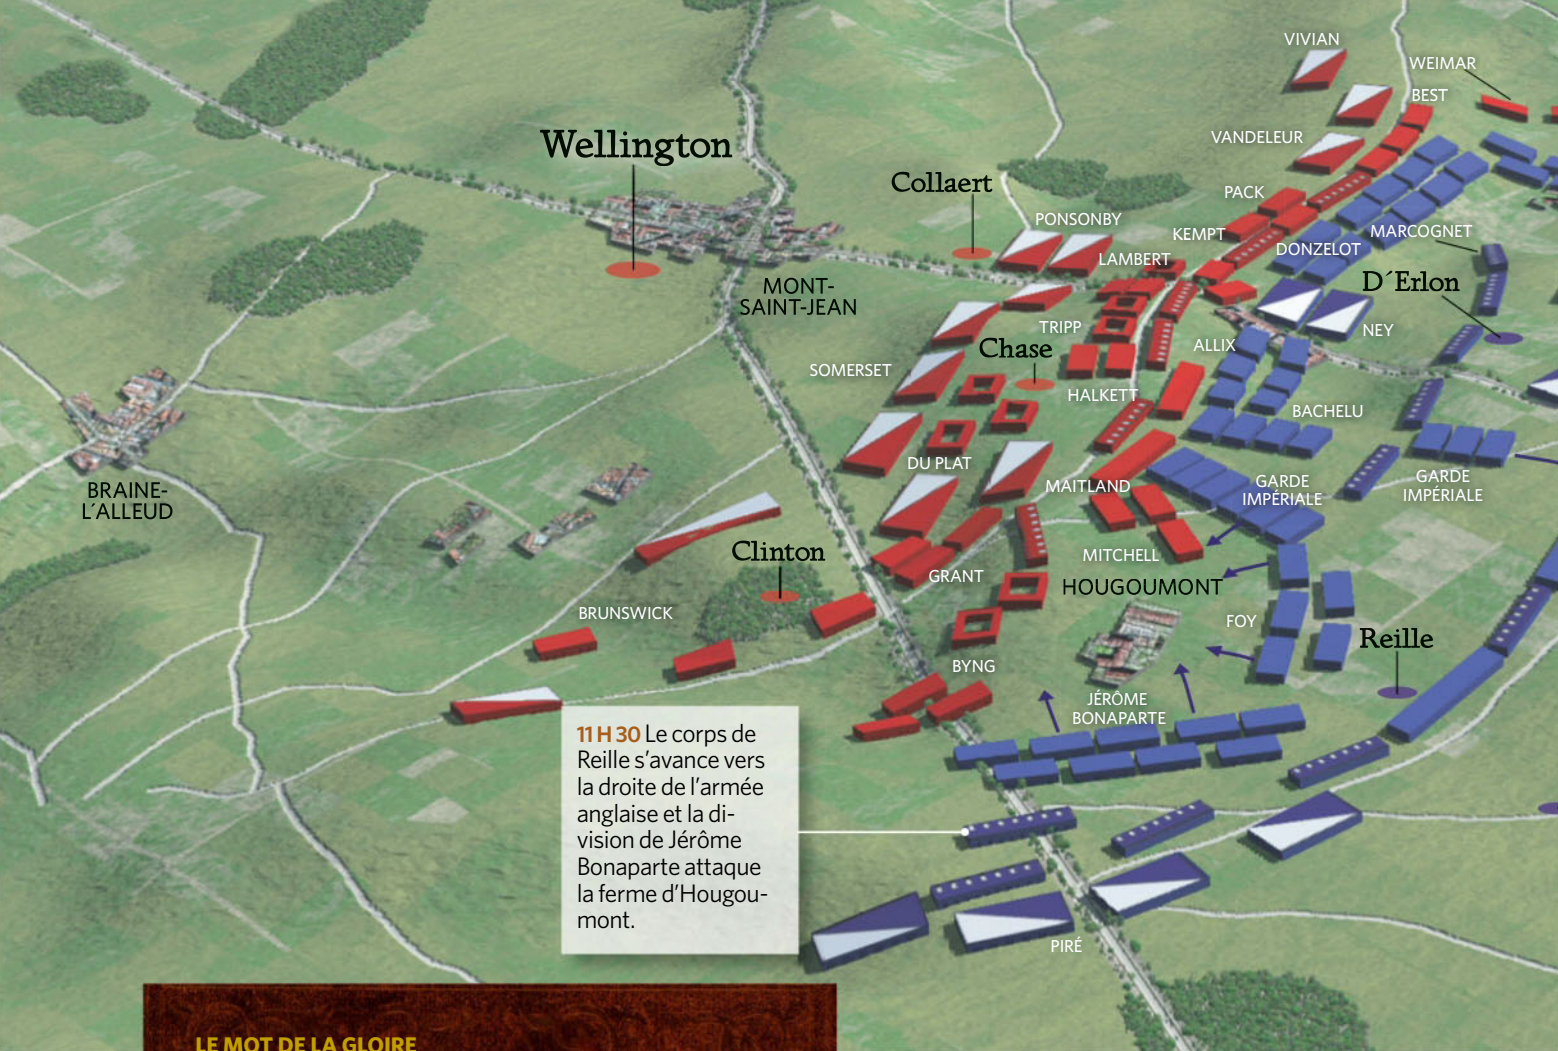 VIVIAN
WEIMAR
BEST
VANDELEUR
Wellington
Collaert
PACK
PONSONBY
KEMPT
MARCOGNET
DONZELOT
LAMBERT
D´Erlon
MONT-
SAINT-JEAN
TRIPP
NEY
Chase
ALLIX
SOMERSET
HALKETT
BACHELU
DU PLAT
MAITLAND
GARDE
IMPÉRIALE
GARDE
IMPÉRIALE
BRAINE-
L´ALLEUD
Clinton
MITCHELL
GRANT
HOUGOUMONT
BRUNSWICK
FOY
Reille
BYNG
JÉRÔME
BONAPARTE
11 H 30 Le corps de
Reille s’avance vers
la droite de l’armée
anglaise et la di-
vision de Jérôme
Bonaparte attaque
la ferme d’Hougou-
mont.
PIRÉ
LE MOT DE LA GLOIRE